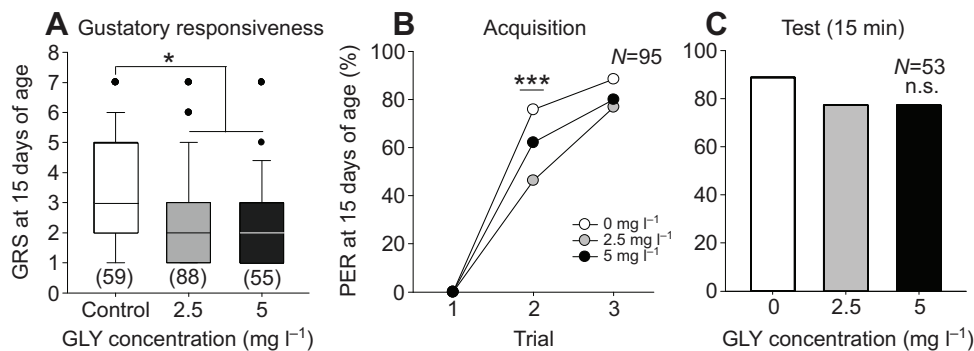 A Gustatory responsiveness
GRS at 15 days of age
8
7
6
5
4
3
2
1
*
(59) (88) (55)
Control 2.5 5
GLY concentration (mg l⁻¹)
B Acquisition
PER at 15 days of age (%)
100
80
60
40
20
0
N=95
***
0 mg l⁻¹
2.5 mg l⁻¹
5 mg l⁻¹
1 2 3
Trial
C Test (15 min)
100
80
60
40
20
0
N=53
n.s.
0 2.5 5
GLY concentration (mg l⁻¹)